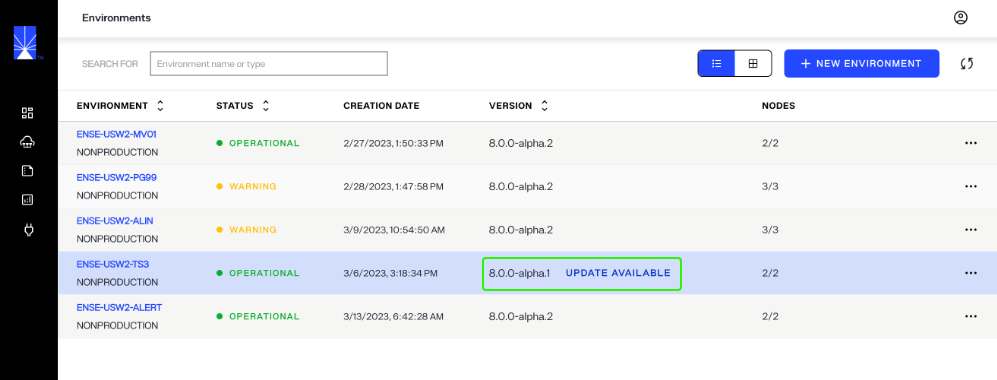 Environments
SEARCH FOR Environment name or type NEW ENVIRONMENT
ENVIRONMENT STATUS CREATION DATE VERSION NODES
ENSE-USW2-MV01
NONPRODUCTION
OPERATIONAL 2/27/2023, 1:50:33 PM 8.0.0-alpha.2 2/2
ENSE-USW2-PG99
NONPRODUCTION
WARNING 2/28/2023, 1:47:58 PM 8.0.0-alpha.2 3/3
ENSE-USW2-ALIN
NONPRODUCTION
WARNING 3/9/2023, 10:54:50 AM 8.0.0-alpha.2 3/3
ENSE-USW2-TS3
NONPRODUCTION
OPERATIONAL 3/6/2023, 3:18:34 PM 8.0.0-alpha.1 UPDATE AVAILABLE 2/2
ENSE-USW2-ALERT
NONPRODUCTION
OPERATIONAL 3/13/2023, 6:42:28 AM 8.0.0-alpha.2 2/2